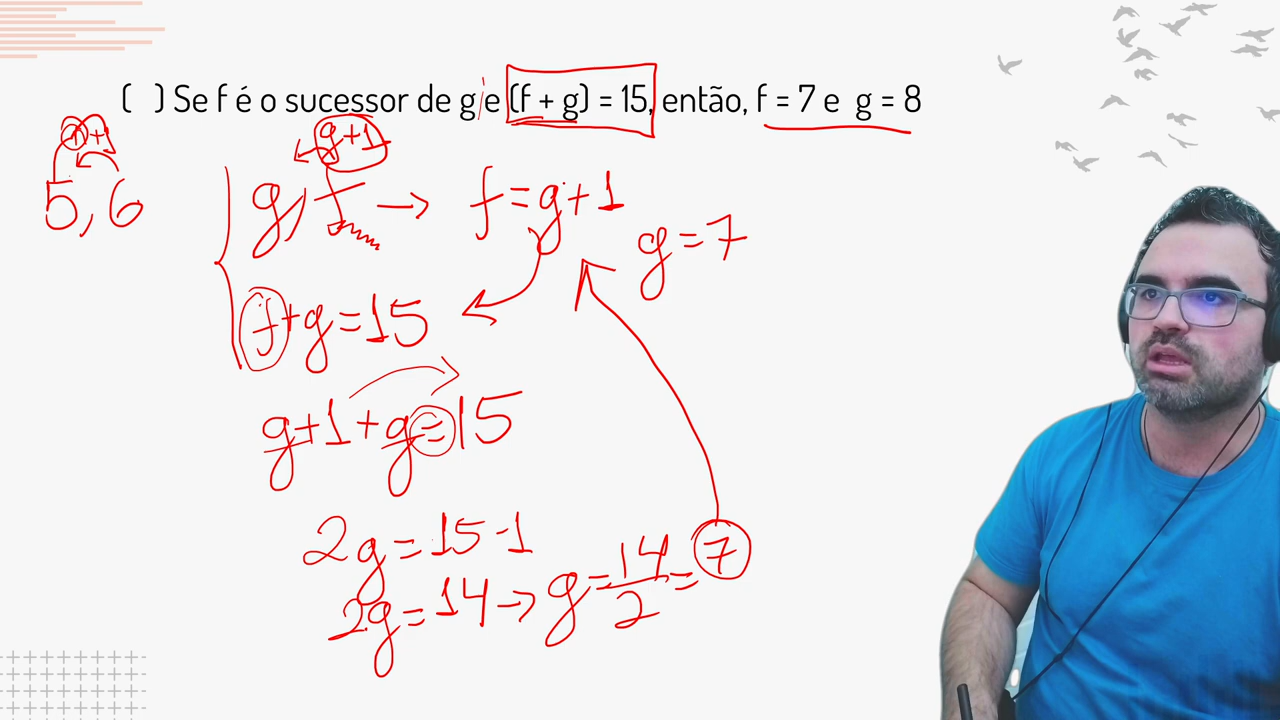 ( ) Se f é o sucessor de g e (f + g) = 15, então, f = 7 e g = 8
g+1
5, 6
g, f → f = g + 1
g = 7
f + g = 15
g + 1 + g = 15
2g = 15 - 1
2g = 14 → g = 14/2 = 7